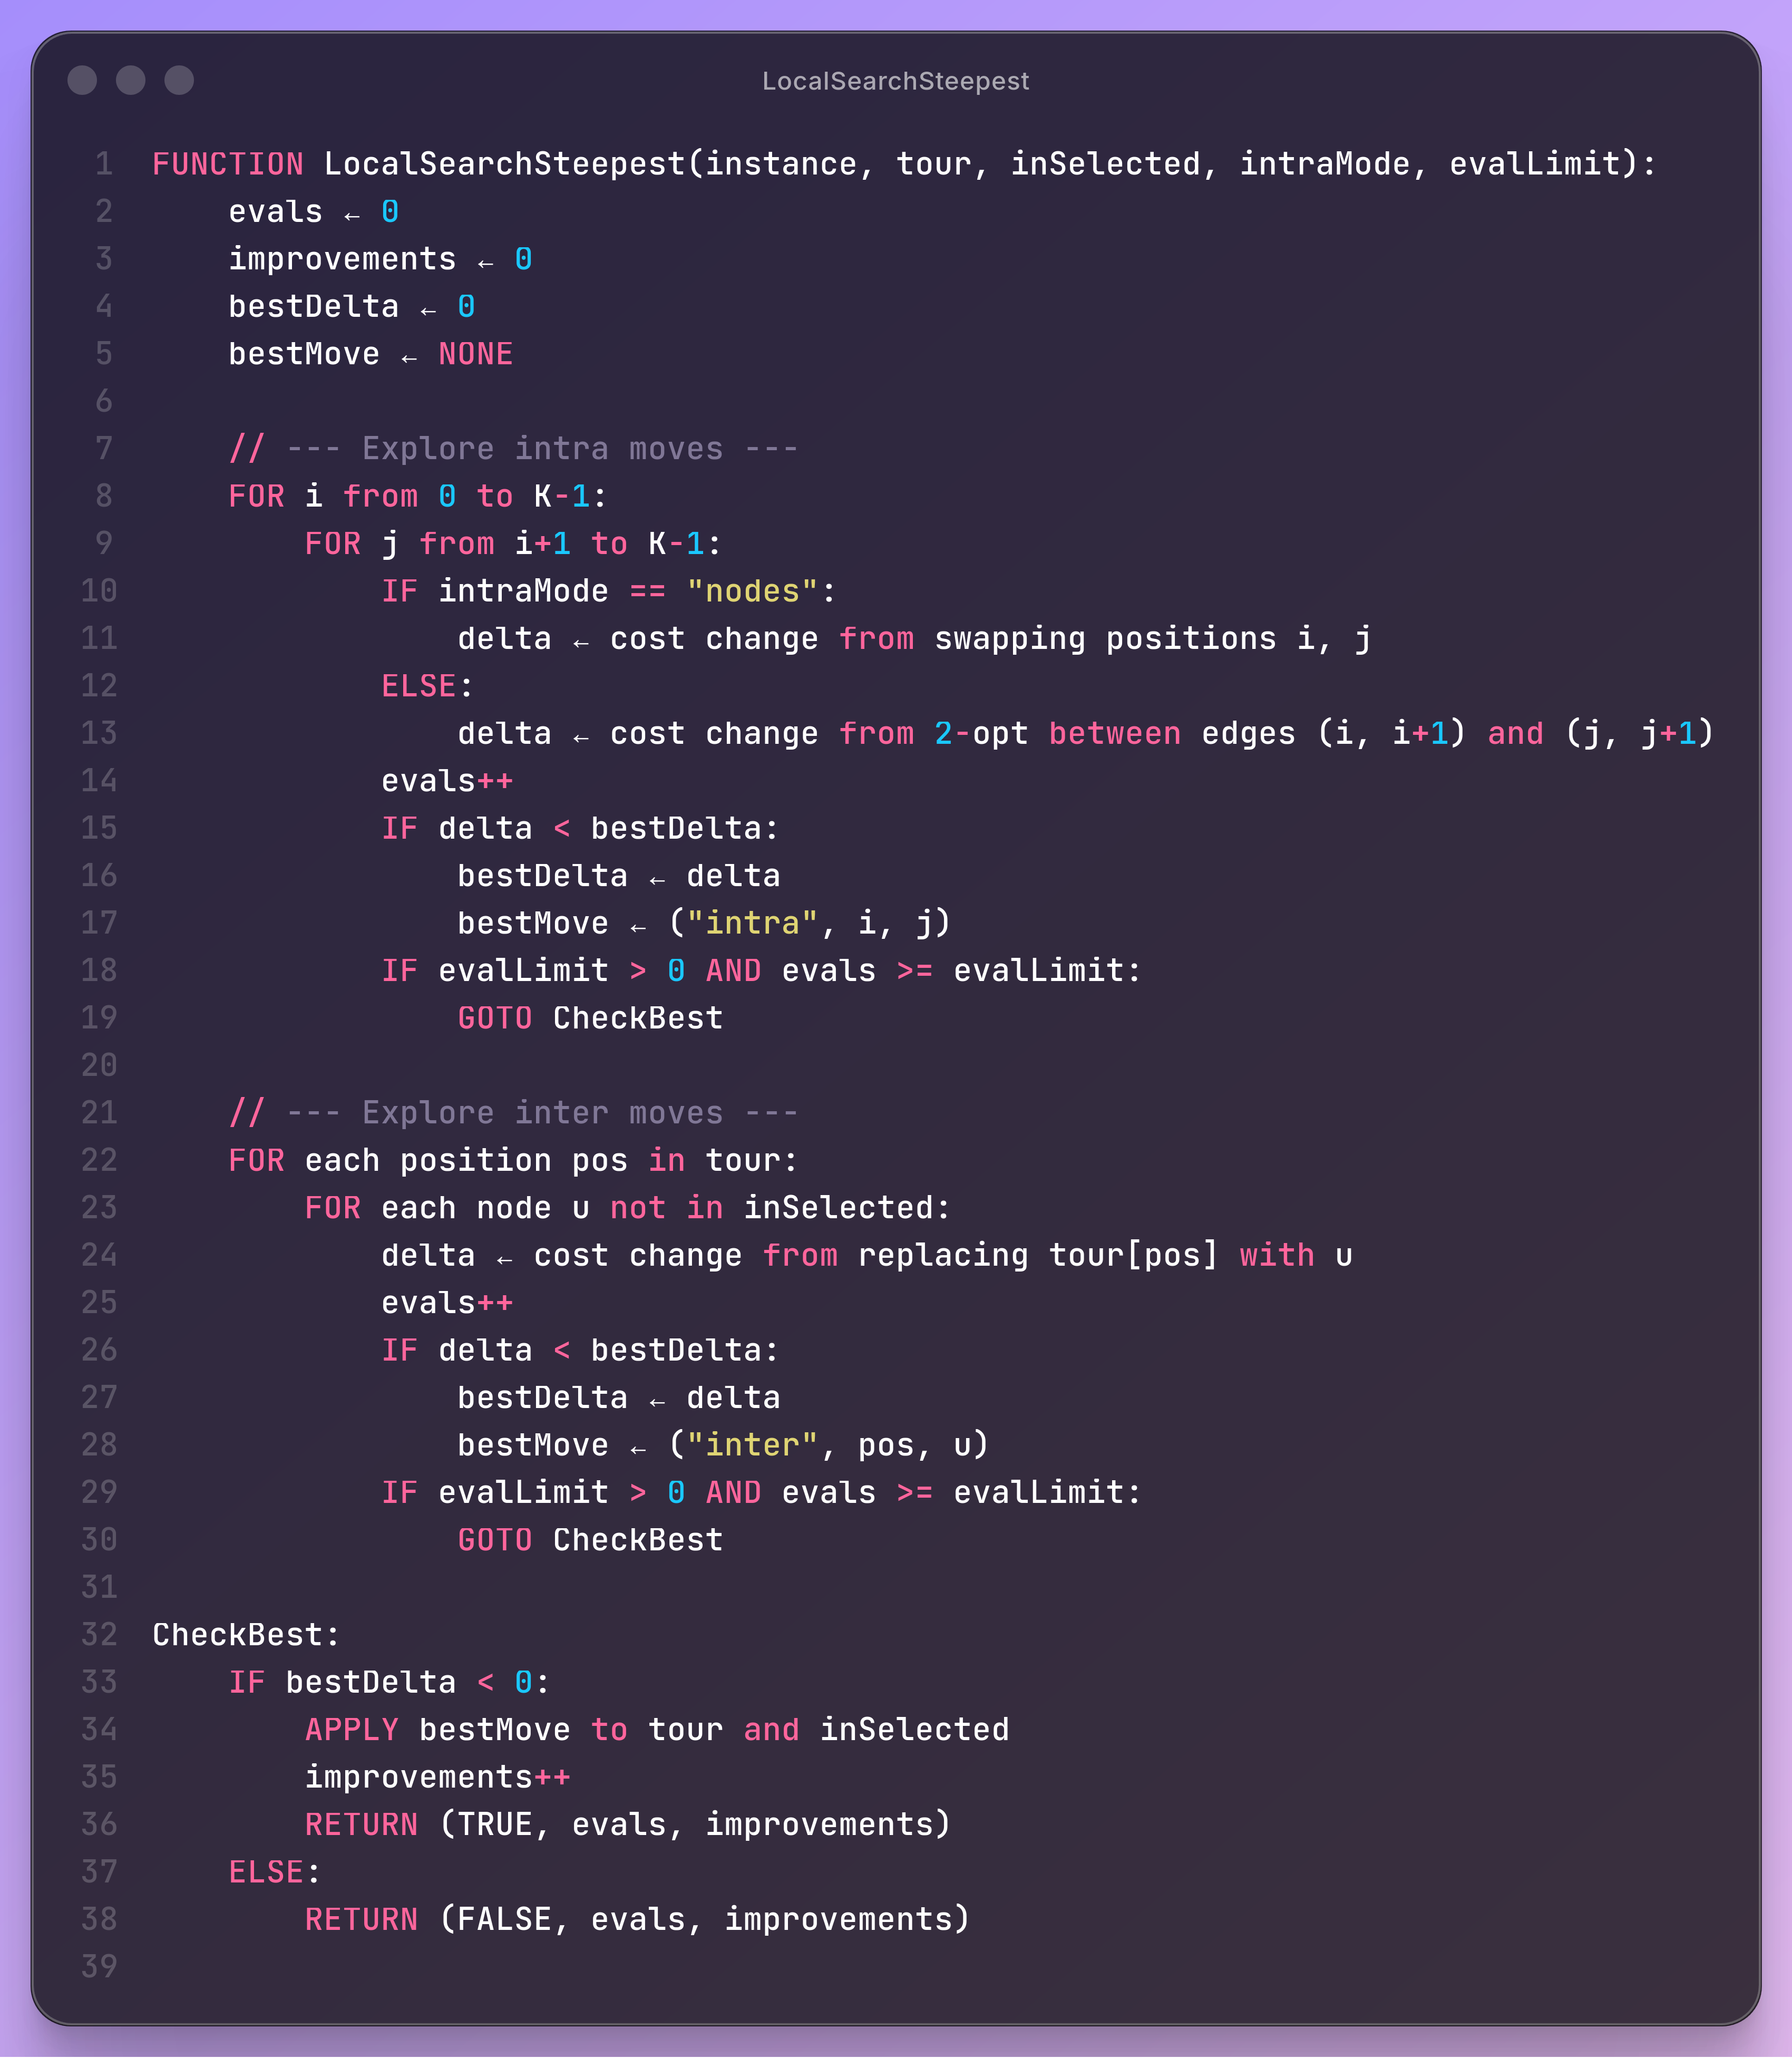 LocalSearchSteepest
1 FUNCTION LocalSearchSteepest(instance, tour, inSelected, intraMode, evalLimit):
2     evals ← 0
3     improvements ← 0
4     bestDelta ← 0
5     bestMove ← NONE
6
7     // --- Explore intra moves ---
8     FOR i from 0 to K-1:
9         FOR j from i+1 to K-1:
10             IF intraMode == "nodes":
11                 delta ← cost change from swapping positions i, j
12             ELSE:
13                 delta ← cost change from 2-opt between edges (i, i+1) and (j, j+1)
14             evals++
15             IF delta < bestDelta:
16                 bestDelta ← delta
17                 bestMove ← ("intra", i, j)
18             IF evalLimit > 0 AND evals >= evalLimit:
19                 GOTO CheckBest
20
21     // --- Explore inter moves ---
22     FOR each position pos in tour:
23         FOR each node u not in inSelected:
24             delta ← cost change from replacing tour[pos] with u
25             evals++
26             IF delta < bestDelta:
27                 bestDelta ← delta
28                 bestMove ← ("inter", pos, u)
29             IF evalLimit > 0 AND evals >= evalLimit:
30                 GOTO CheckBest
31
32 CheckBest:
33     IF bestDelta < 0:
34         APPLY bestMove to tour and inSelected
35         improvements++
36         RETURN (TRUE, evals, improvements)
37     ELSE:
38         RETURN (FALSE, evals, improvements)
39